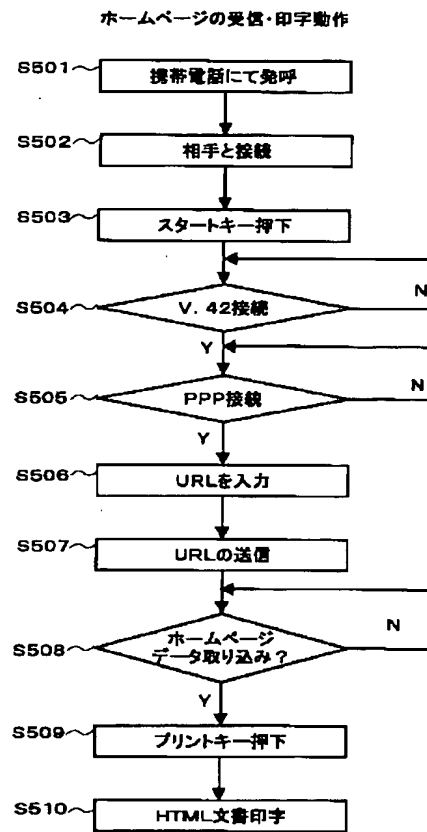 ホームページの受信・印字動作
S501
携帯電話にて発呼
S502
相手と接続
S503
スタートキー押下
S504
V. 42接続
N
Y
S505
PPP接続
N
Y
S506
URLを入力
S507
URLの送信
S508
ホームページ
データ取り込み?
N
Y
S509
プリントキー押下
S510
HTML文書印字